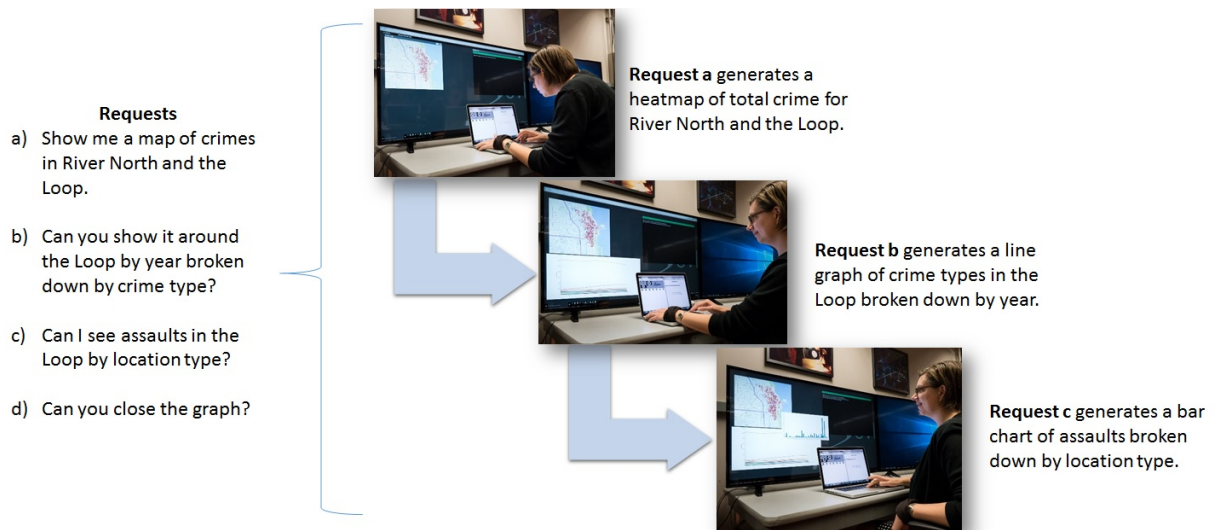 Requests
a) Show me a map of crimes
in River North and the
Loop.
b) Can you show it around
the Loop by year broken
down by crime type?
c) Can I see assaults in the
Loop by location type?
d) Can you close the graph?
Request a generates a
heatmap of total crime for
River North and the Loop.
Request b generates a line
graph of crime types in the
Loop broken down by year.
Request c generates a bar
chart of assaults broken
down by location type.